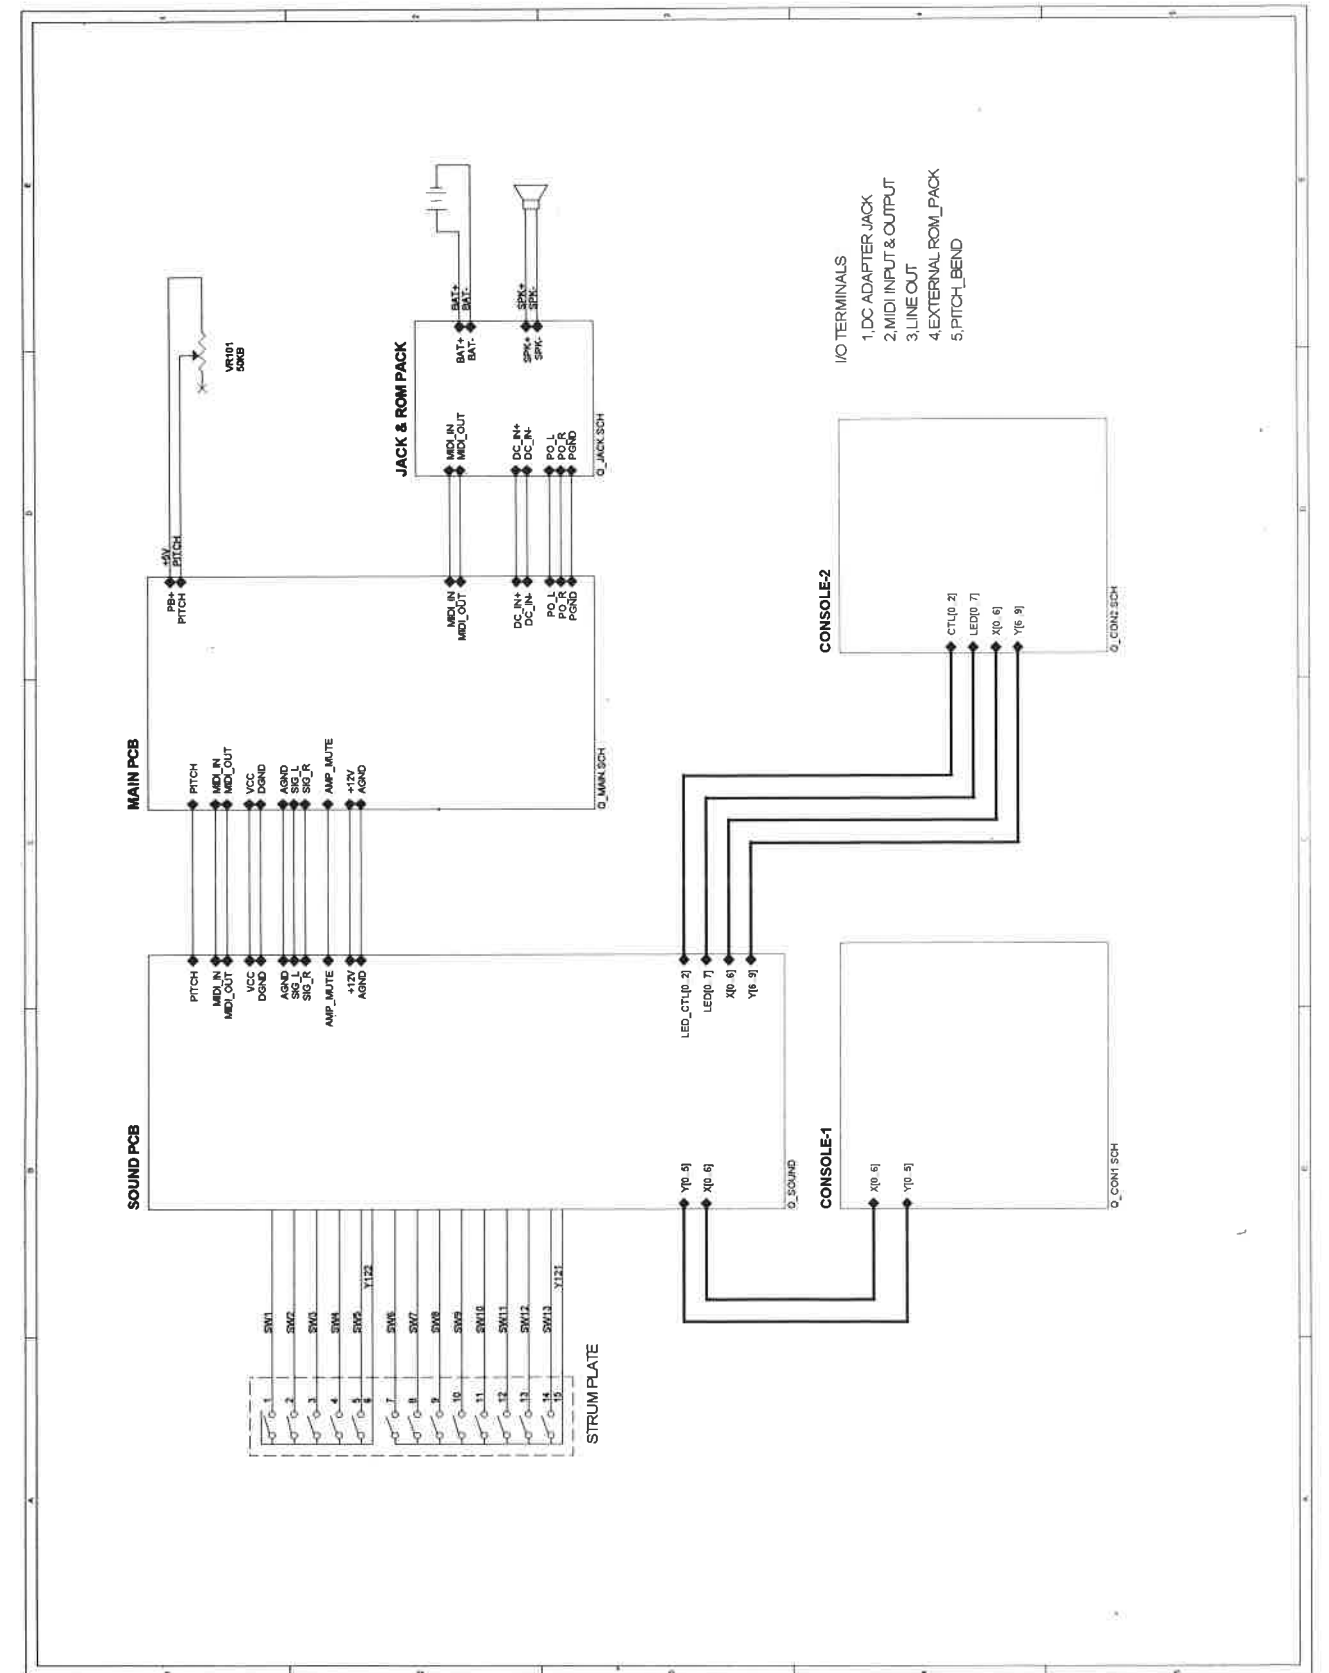 SOUND PCB
SW1
SW2
SW3
SW4
SW5
Y122
SW6
SW7
SW8
SW9
SW10
SW11
SW12
SW13
Y121
1
2
3
4
5
6
7
8
9
10
11
12
13
14
15
STRUM PLATE
PITCH
MIDI_IN
MIDI_OUT
VCC
DGND
AGND
SIG_L
SIG_R
AMP_MUTE
+12V
AGND
LED_CTL[0..2]
LED[0..7]
X[0..6]
Y[6..9]
Y[0..5]
X[0..6]
Q_SOUND
MAIN PCB
PITCH
MIDI_IN
MIDI_OUT
VCC
DGND
AGND
SIG_L
SIG_R
AMP_MUTE
+12V
AGND
PB+
PITCH
MIDI_IN
MIDI_OUT
DC_IN+
DC_IN-
PO_L
PO_R
PGND
Q_MAIN.SCH
+5V
PITCH
VR101
50KB
JACK & ROM PACK
MIDI_IN
MIDI_OUT
DC_IN+
DC_IN-
PO_L
PO_R
PGND
BAT+
BAT-
SPK+
SPK-
BAT+
BAT-
SPK+
SPK-
Q_JACK.SCH
CONSOLE-1
X[0..6]
Y[0..5]
Q_CON1.SCH
CONSOLE-2
CTL[0..2]
LED[0..7]
X[0..6]
Y[6..9]
Q_CON2.SCH
I/O TERMINALS
1,DC ADAPTER JACK
2,MIDI INPUT & OUTPUT
3,LINE OUT
4,EXTERNAL ROM_PACK
5,PITCH_BEND